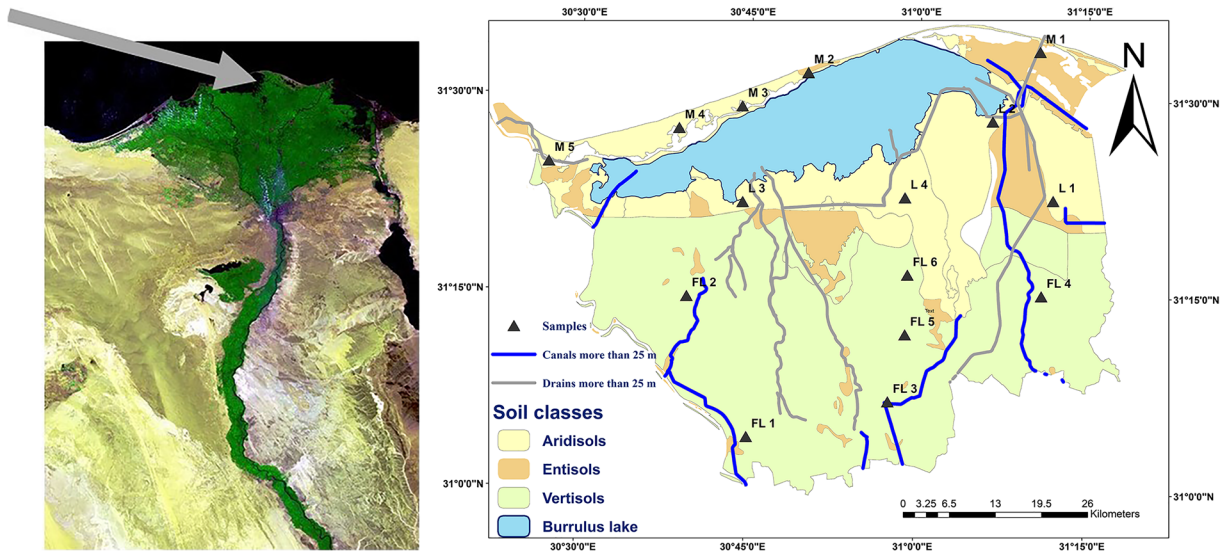 30°30'0"E 30°45'0"E 31°0'0"E 31°15'0"E
M 1
N
M 2
31°30'0"N 31°30'0"N
M 3
L 2
M 4
M 5
L 3 L 4 L 1
FL 6
31°15'0"N FL 2 FL 4 31°15'0"N
Text
FL 5
Samples
Canals more than 25 m
Drains more than 25 m
FL 3
Soil classes
FL 1
Aridisols
Entisols
31°0'0"N 31°0'0"N
Vertisols
0 3.25 6.5 13 19.5 26
Kilometers
Burrulus lake
30°30'0"E 30°45'0"E 31°0'0"E 31°15'0"E